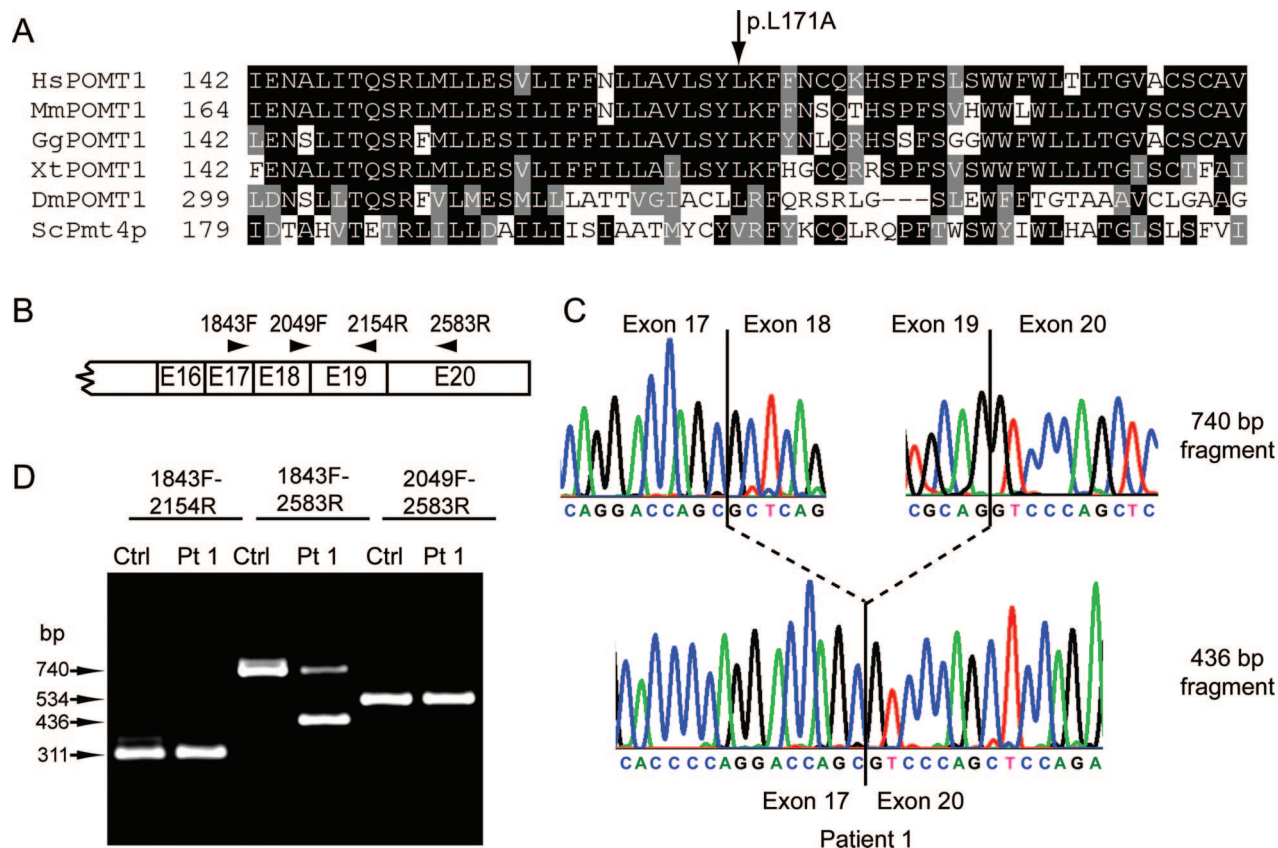 A
p.L171A
HsPOMT1 142 IENALITQSRLMLLESVLIFFNLLAVLSYLKFFNCQKHSPFSLSWWFWLTLTGVACSCAV
MmPOMT1 164 IENALITQSRLMLLESILIFFNLLAVLSYLKFFNSQTHSPFSVHWWLWLLLTGVSCSCAV
GgPOMT1 142 LENSLITQSRFMLLESILIFFILLAVLSYLKFYNLQRHSSFSGGWWFWLLLTGVACSCAV
XtPOMT1 142 FENALITQSRLMLLESVLIFFILLALLSYLKFHGCQRRSPFSVSWWFWLLLTGISCTFAI
DmPOMT1 299 LDNSLLTQSRFVLMESMLLLATTVGIACLLRFQRSRLG---SLEWFFTGTAAAVCLGAAG
ScPmt4p 179 IDTAHVTETRLILLDAILIISIAATMYCYVRFYKCQLRQPFTWSWYIWLHATGLSLSFVI
B
1843F 2049F 2154R 2583R
E16 E17 E18 E19 E20
C
Exon 17 Exon 18 Exon 19 Exon 20
740 bp
fragment
CAGGACCAGCGCTCAG CGCAGGTCCCAGCTC
436 bp
fragment
CACCCCAGGACCAGCGTCCCAGCTCCAGA
Exon 17 Exon 20
Patient 1
D
1843F- 1843F- 2049F-
2154R 2583R 2583R
Ctrl Pt 1 Ctrl Pt 1 Ctrl Pt 1
bp
740
534
436
311